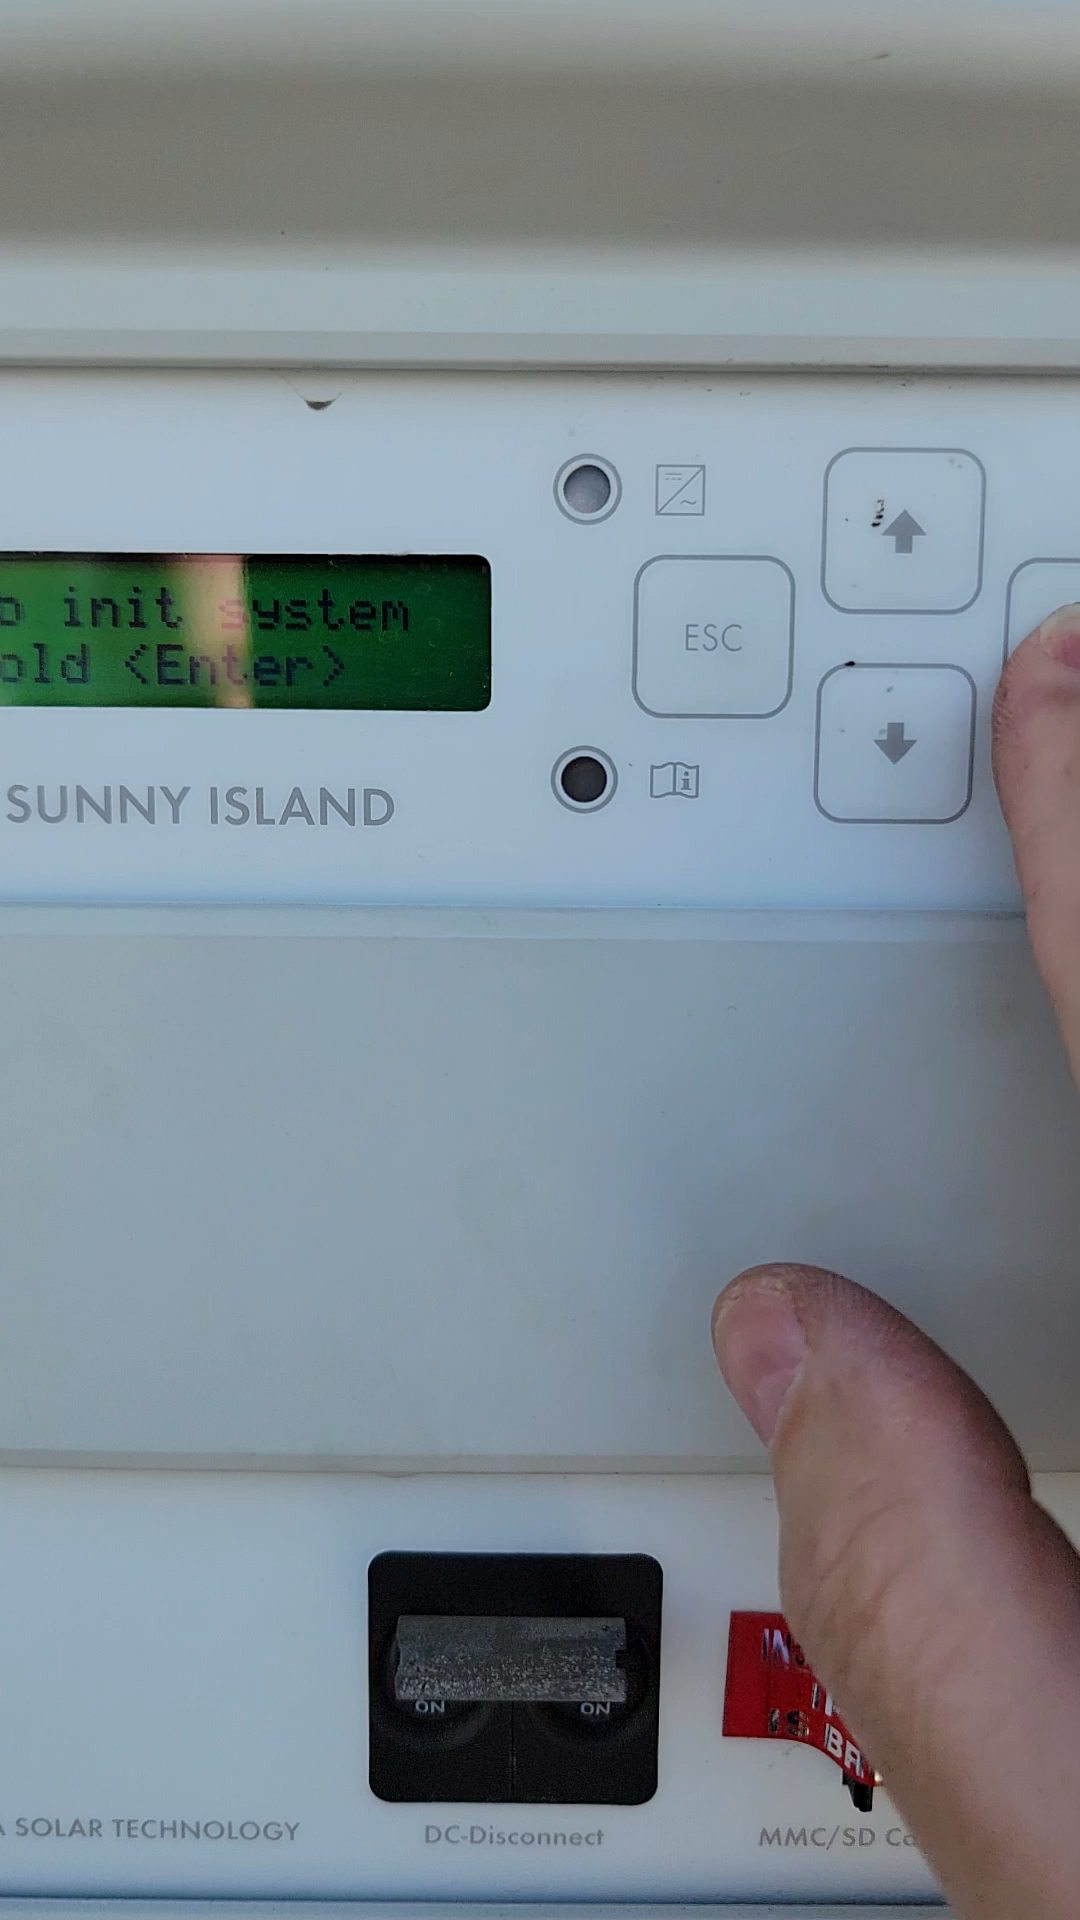 init system
<Enter>
ESC
SUNNY ISLAND
ON ON
SOLAR TECHNOLOGY
DC-Disconnect
MMC/SD